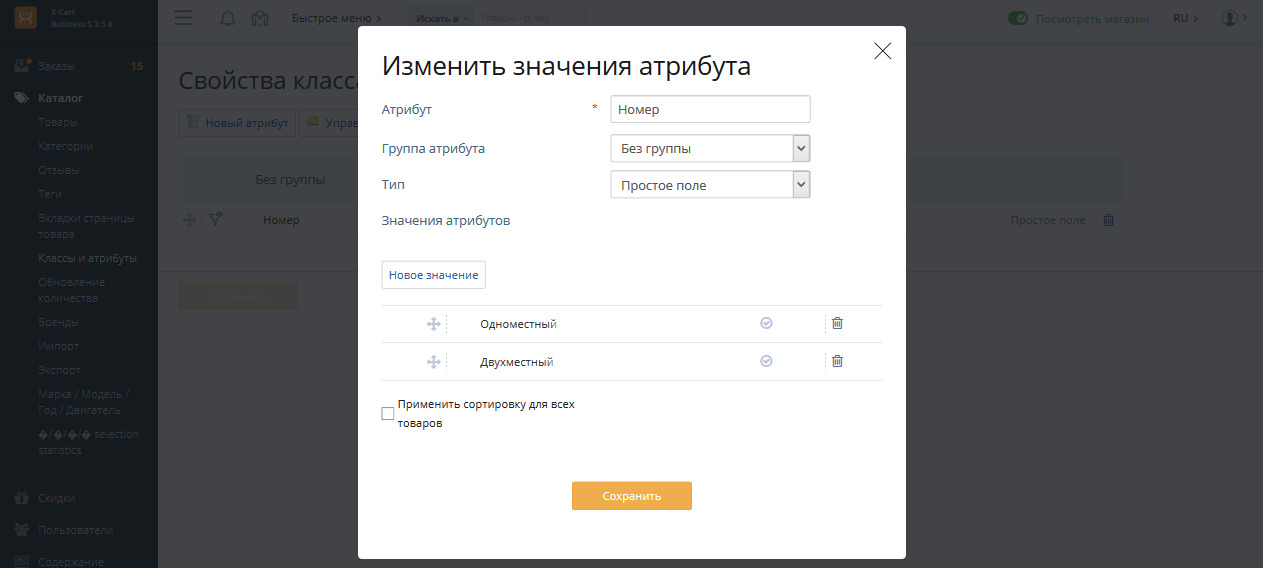 X-Cart
Business 5.3.5.4
Быстрое меню
Искать в
Посмотреть магазин
RU
Заказы
15
Каталог
Товары
Категории
Отзывы
Теги
Вкладки страницы
товара
Классы и атрибуты
Обновление
количества
Бренды
Импорт
Экспорт
Марка / Модель /
Год / Двигатель
�/�/�/� selection
statistics
Скидки
Пользователи
Содержание
Свойства класса
Новый атрибут
Управ
Без группы
Номер
Простое поле
Изменить значения атрибута
Атрибут
*
Номер
Группа атрибута
Без группы
Тип
Простое поле
Значения атрибутов
Новое значение
Одноместный
Двухместный
Применить сортировку для всех
товаров
Сохранить